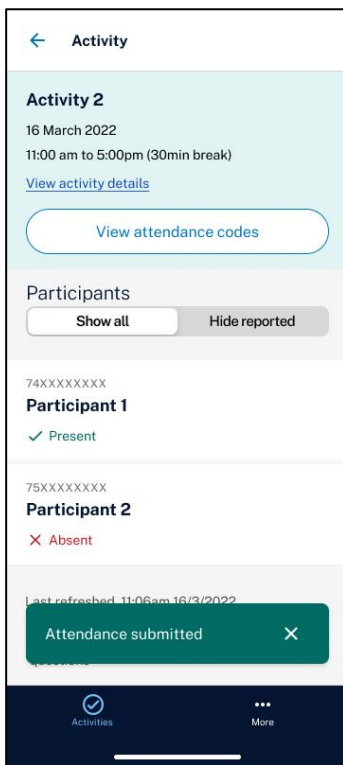 Activity
Activity 2
16 March 2022
11:00 am to 5:00pm (30min break)
View activity details
View attendance codes
Participants
Show all
Hide reported
74XXXXXXXX
Participant 1
Present
75XXXXXXXX
Participant 2
Absent
Last refreshed 11:06am 16/3/2022
Attendance submitted
questions
Activities
More